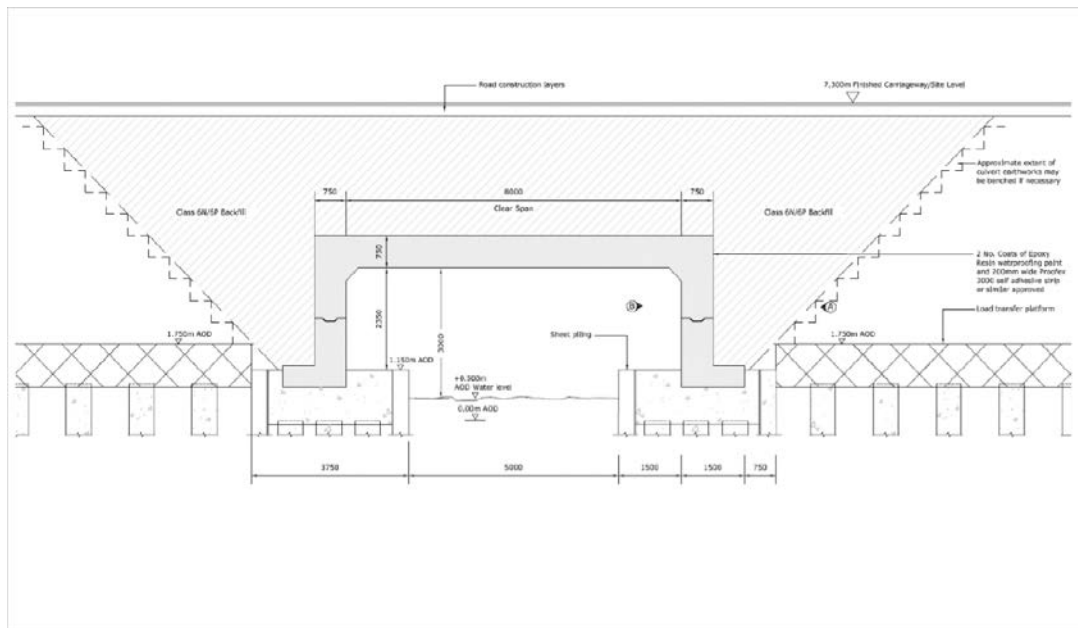 Road construction layers
7.300m Finished Carriageway/Site Level
Approximate extent of
culvert earthworks may
be benched if necessary
750
8000
750
Clear Span
Class 6N/6P Backfill
Class 6N/6P Backfill
750
2 No. Coats of Epoxy
Resin waterproofing paint
and 200mm wide Proofex
3000 self adhesive strip
or similar approved
B
A
Load transfer platform
2350
3000
1.750m AOD
Sheet piling
1.750m AOD
1.150m AOD
AOD Water level
0.00m AOD
3750
5000
1500
1500
750